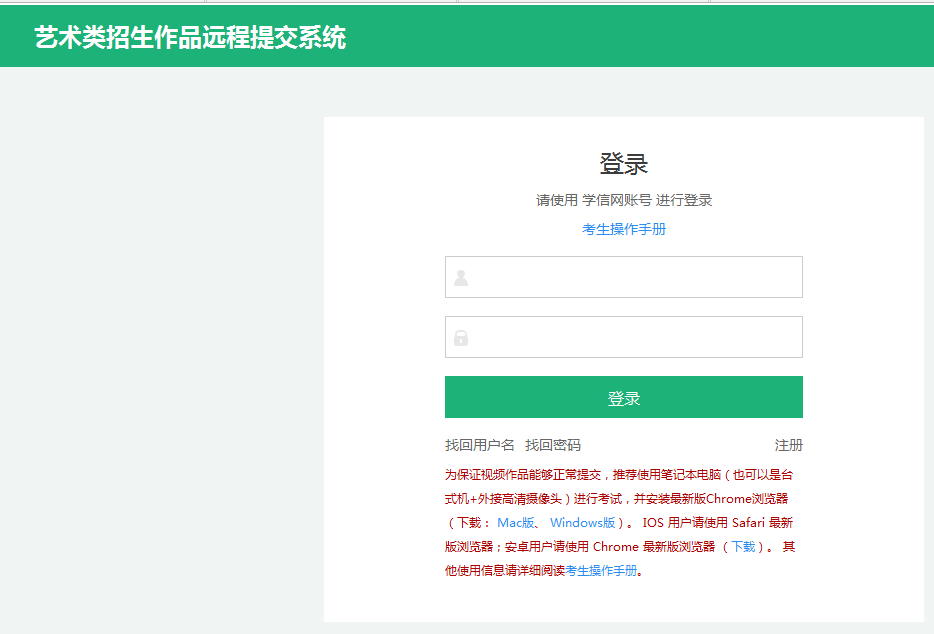 艺术类招生作品远程提交系统
登录
请使用 学信网账号 进行登录
考生操作手册
登录
找回用户名 找回密码 注册
为保证视频作品能够正常提交，推荐使用笔记本电脑（也可以是台
式机+外接高清摄像头）进行考试，并安装最新版Chrome浏览器
（下载： Mac版、 Windows版）。 IOS 用户请使用 Safari 最新
版浏览器；安卓用户请使用 Chrome 最新版浏览器 （下载）。 其
他使用信息请详细阅读考生操作手册。